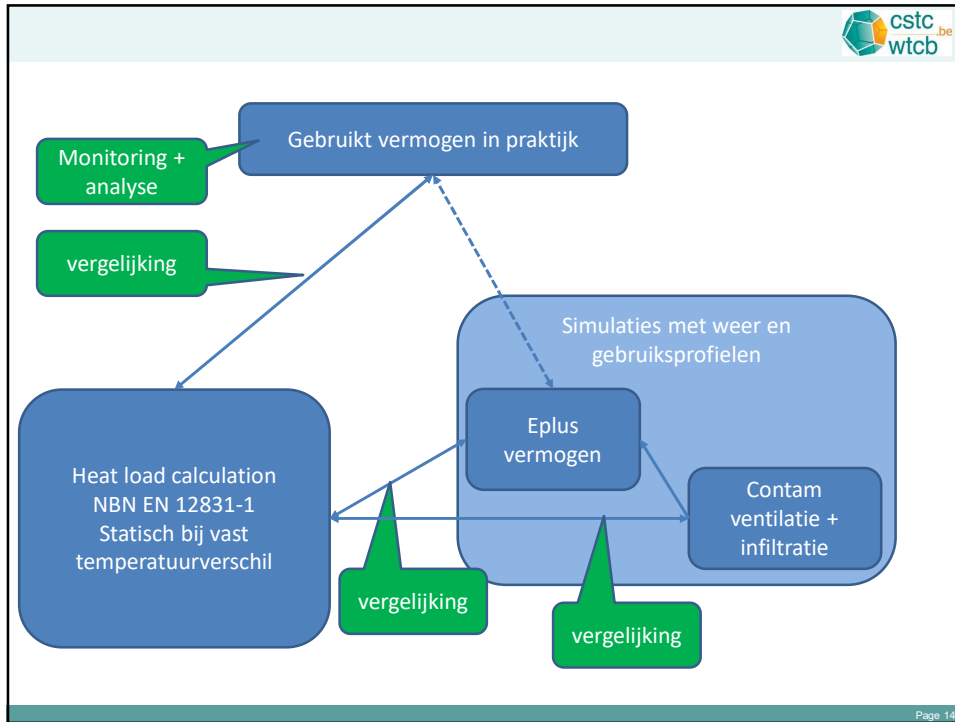 cstc
.be
wtcb
Gebruikt vermogen in praktijk
Monitoring +
analyse
vergelijking
Simulaties met weer en
gebruiksprofielen
Eplus
vermogen
Heat load calculation
NBN EN 12831-1
Statisch bij vast
temperatuurverschil
Contam
ventilatie +
infiltratie
vergelijking
vergelijking
Page 14